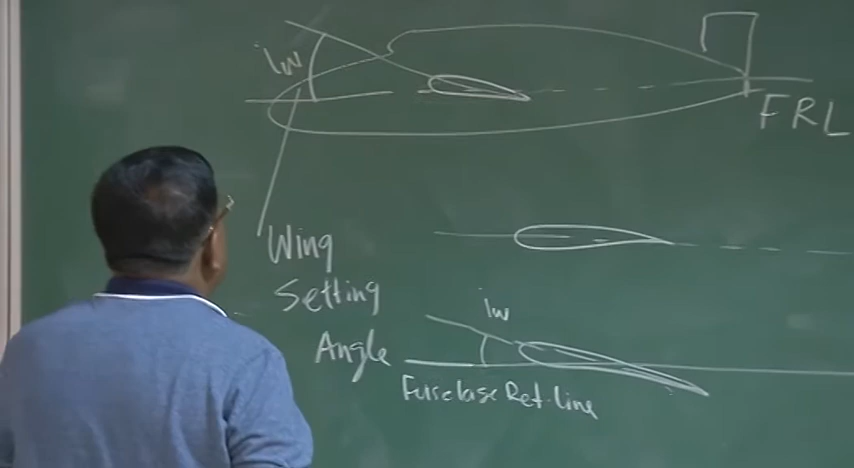 iw
FRL
Wing
Setting
Angle
iw
Fuselage Ref. Line